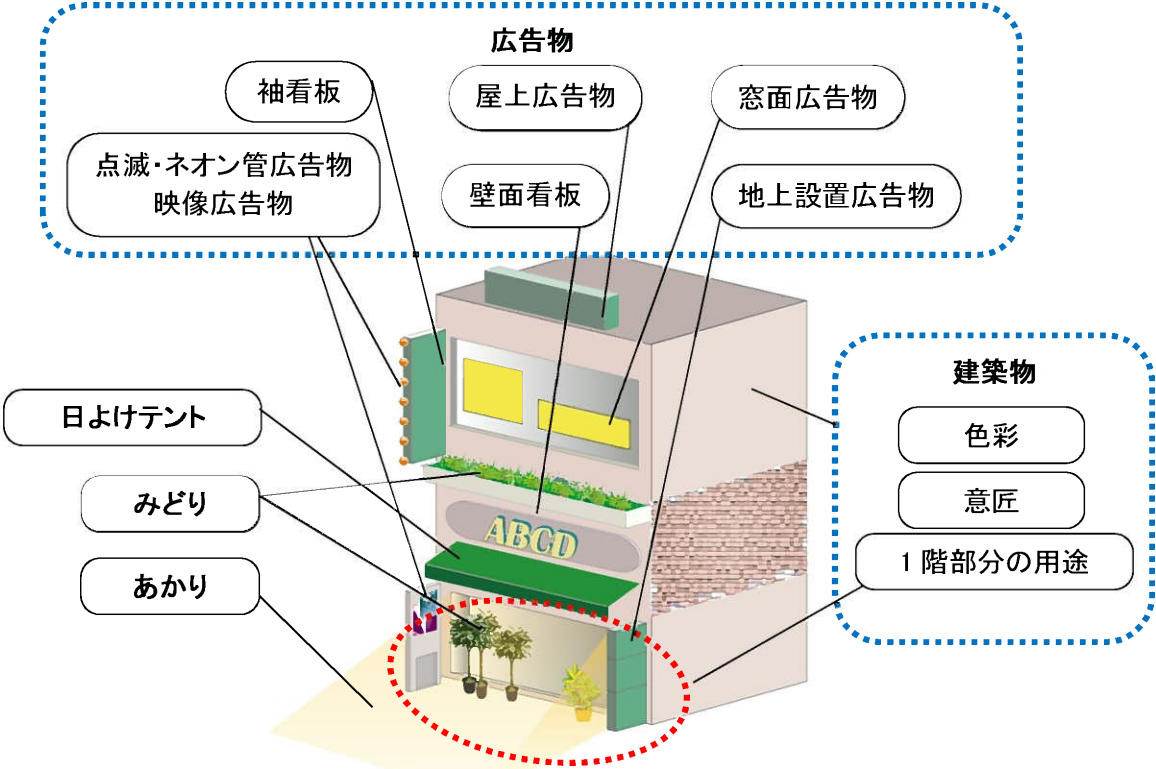 広告物
袖看板
屋上広告物
窓面広告物
点滅・ネオン管広告物
映像広告物
壁面看板
地上設置広告物
建築物
色彩
意匠
1階部分の用途
日よけテント
みどり
あかり
ABCD